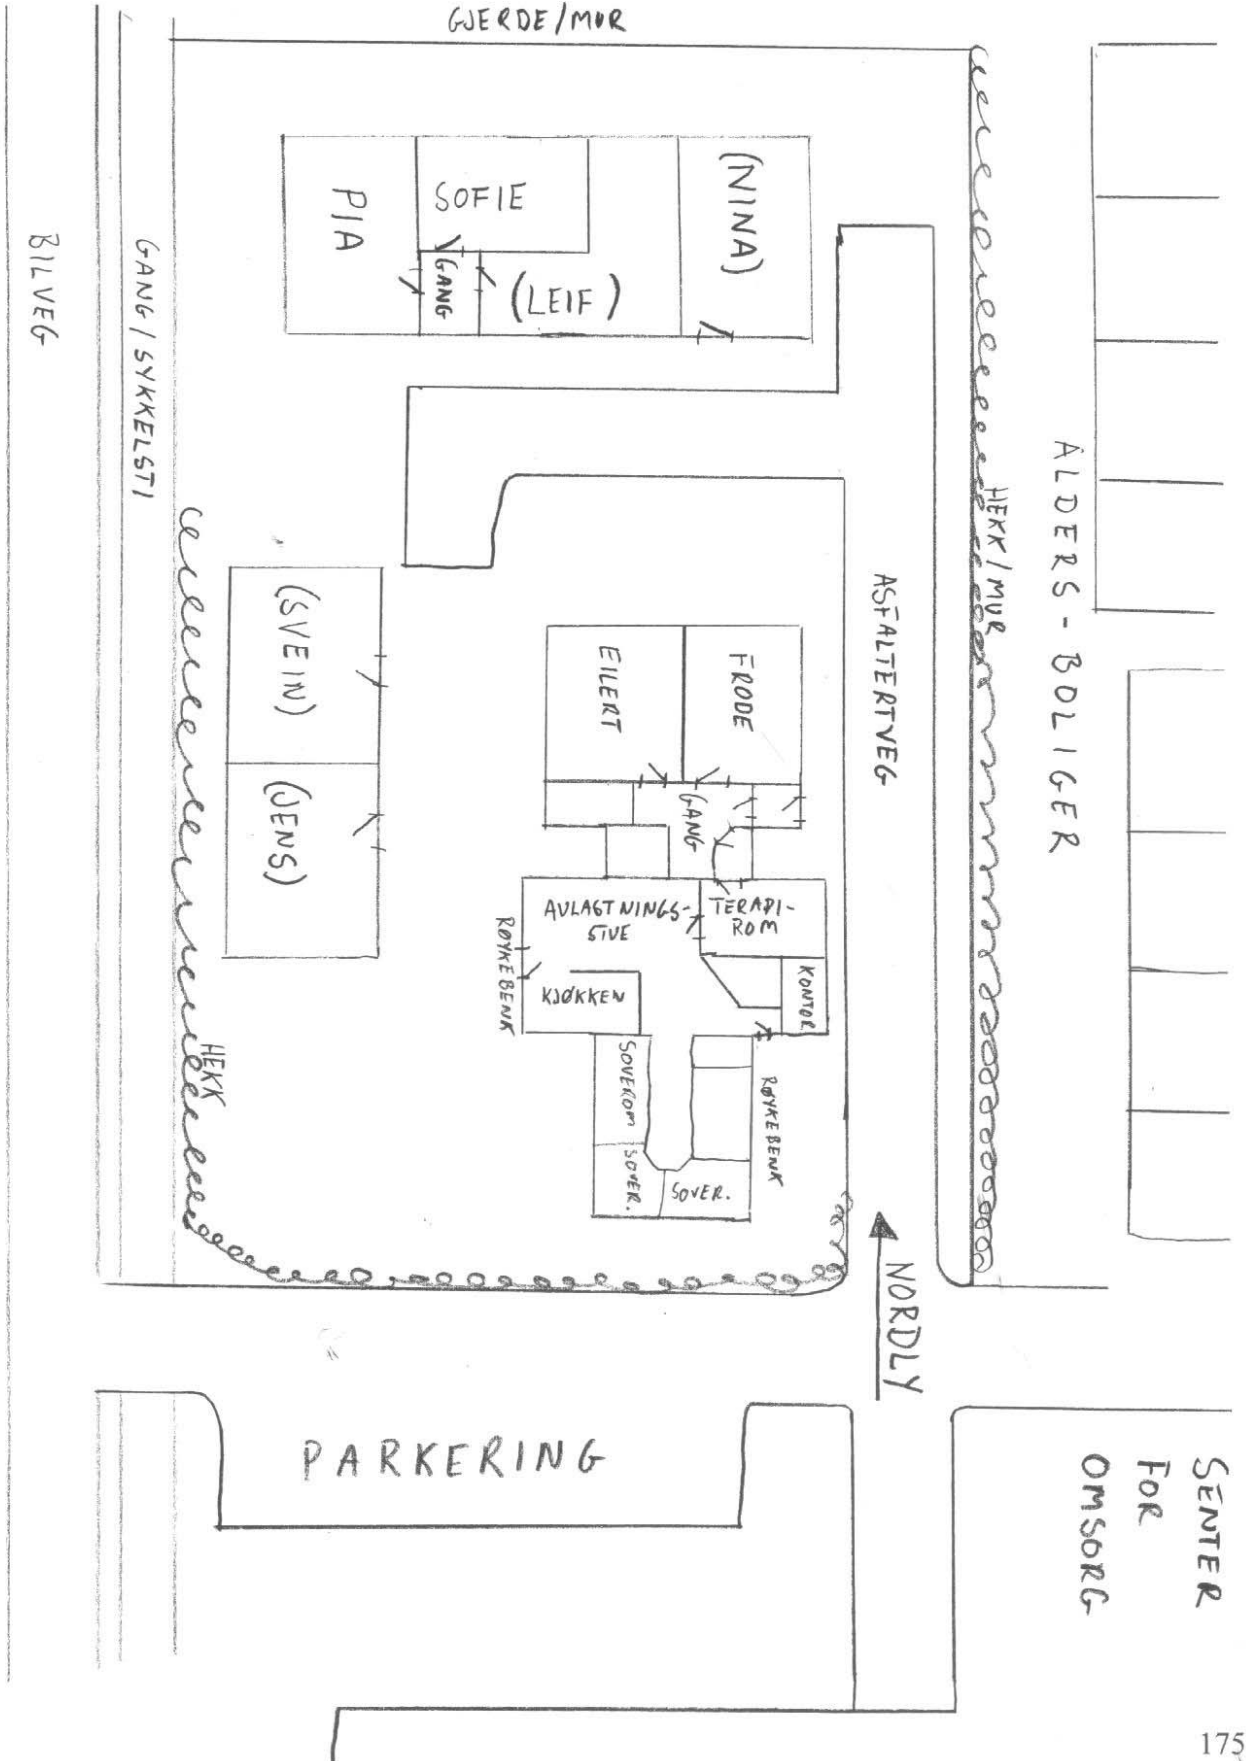 GJERDE/MUR
PIA
SOFIE
GANG
(LEIF)
(NINA)
BILVEG
GANG/SYKKELSTI
HEKK/MUR
ALDERS-BOLIGER
ASFALTERTVEG
(SVEIN)
(JENS)
EILERT
FRODE
GANG
AVLASTNINGS-
STUE
TERAPI-
ROM
KONTOR
KJØKKEN
RØYKEBENK
SOVEROM
SOVER.
SOVER.
RØYKEBENK
HEKK
NORDLY
PARKERING
SENTER
FOR
OMSORG
175